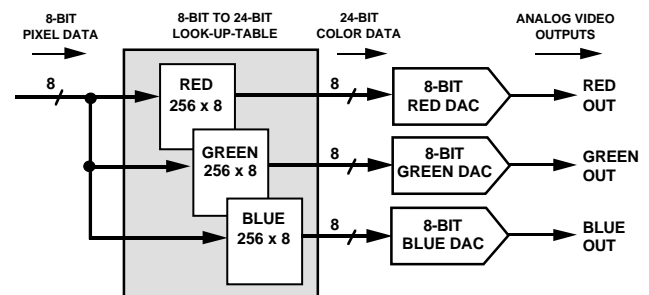 8-BIT
PIXEL DATA
8-BIT TO 24-BIT
LOOK-UP-TABLE
24-BIT
COLOR DATA
ANALOG VIDEO
OUTPUTS
8
RED
256 x 8
8
8-BIT
RED DAC
RED
OUT
GREEN
256 x 8
8
8-BIT
GREEN DAC
GREEN
OUT
BLUE
256 x 8
8
8-BIT
BLUE DAC
BLUE
OUT